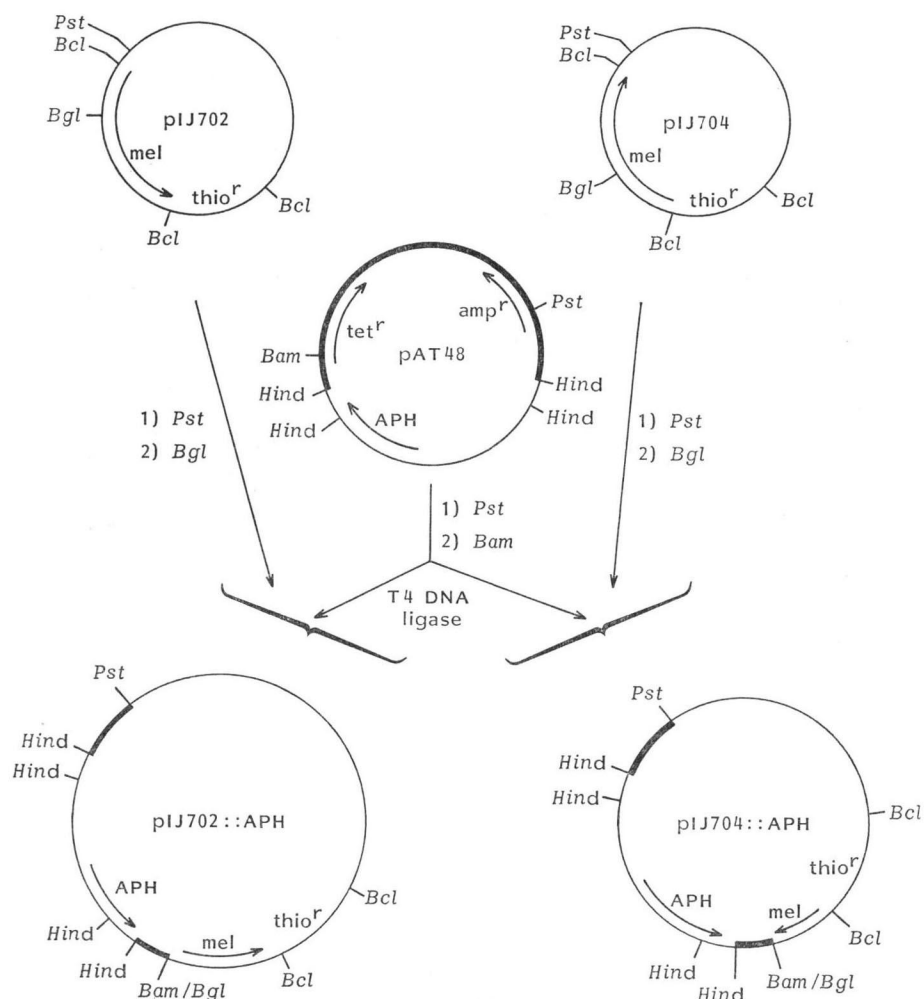 Pst
Bcl
Bgl
pIJ702
mel
thio^r
Bcl
Bcl
Pst
Bcl
pIJ704
mel
Bgl
thio^r
Bcl
Bcl
tet^r
amp^r
Pst
Bam
pAT48
Hind
Hind
APH
Hind
Hind
1) Pst
2) Bgl
1) Pst
2) Bgl
1) Pst
2) Bam
T4 DNA
ligase
Pst
Hind
Hind
pIJ702::APH
APH
thio^r
Bcl
Hind
mel
Hind
Bam/Bgl
Bcl
Pst
Hind
Hind
pIJ704::APH
Bcl
thio^r
APH
mel
Bcl
Hind
Hind
Bam/Bgl